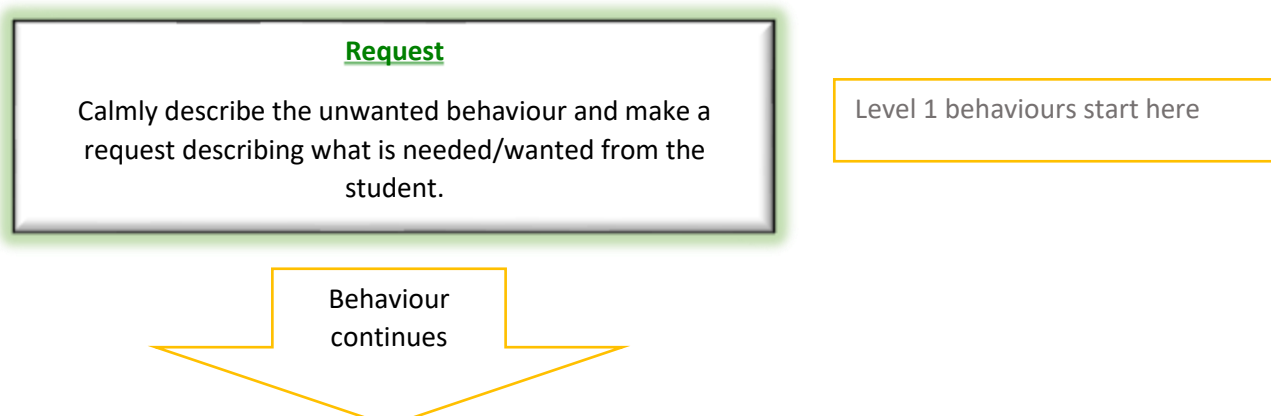 Request
Calmly describe the unwanted behaviour and make a
request describing what is needed/wanted from the
student.
Level 1 behaviours start here
Behaviour
continues